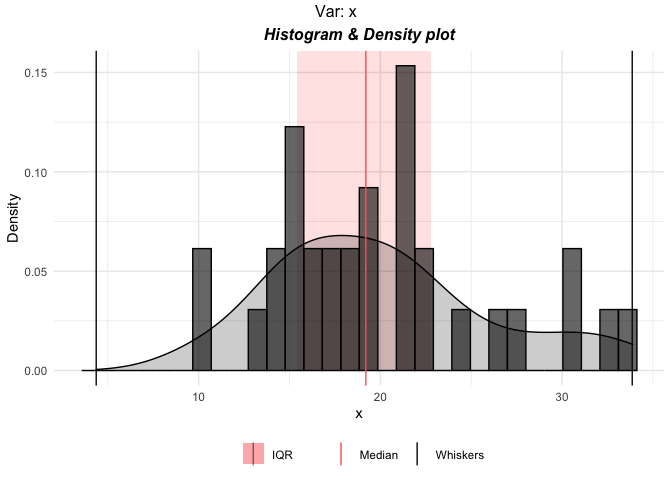 Var: x
Histogram & Density plot
0.15
0.10
0.05
0.00
Density
10 20 30
x
IQR Median Whiskers